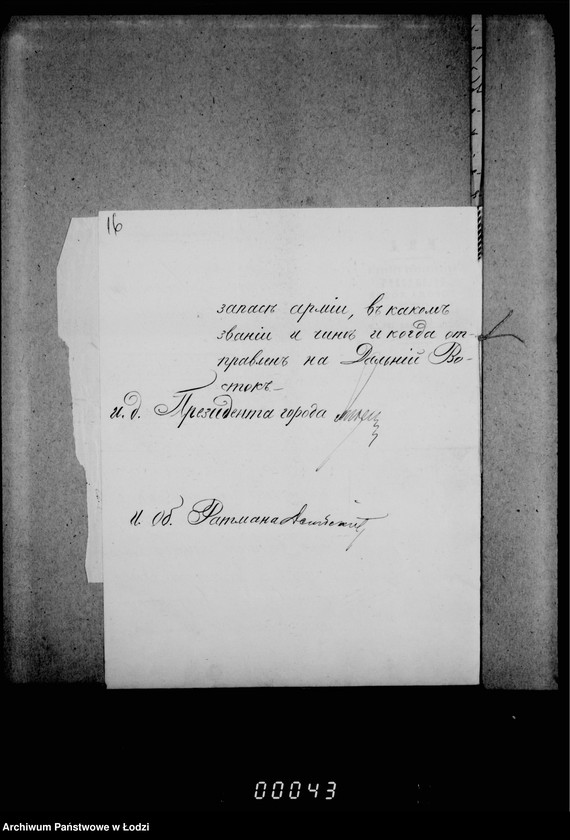 16
запасѣ арміи, въ какомъ
званіи и чинѣ и когда от-
правленъ на Дальній Во-
стокъ.
и. д. Президента города
и. об. Ратмана
00043
Archiwum Państwowe w Łodzi